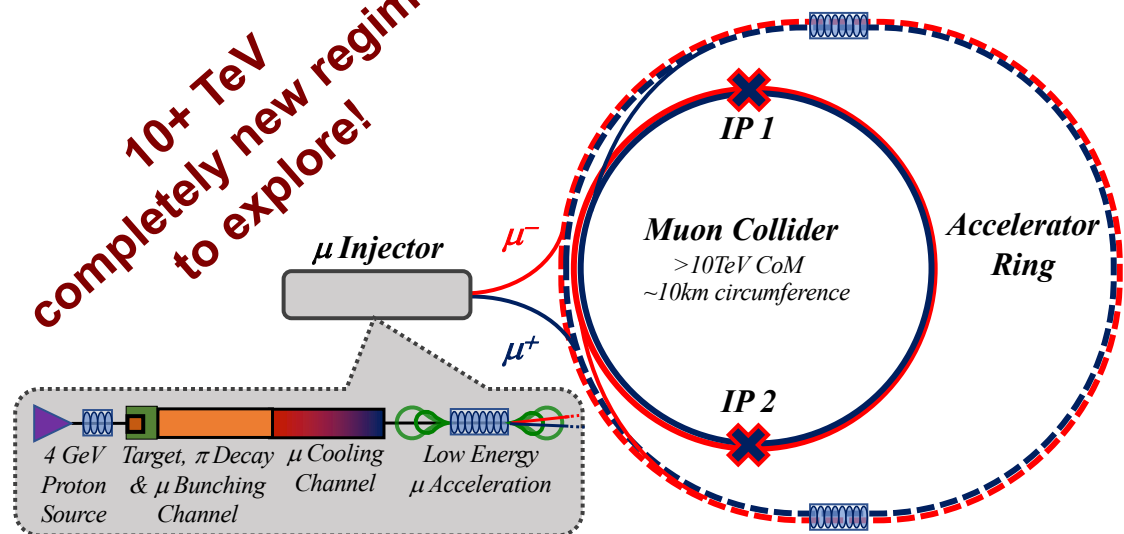 10+ TeV
completely new regim
to explore!
μ Injector
μ−
μ+
IP 1
Muon Collider
>10TeV CoM
~10km circumference
IP 2
Accelerator
Ring
4 GeV
Proton
Source
Target, π Decay
& μ Bunching
Channel
μ Cooling
Channel
Low Energy
μ Acceleration